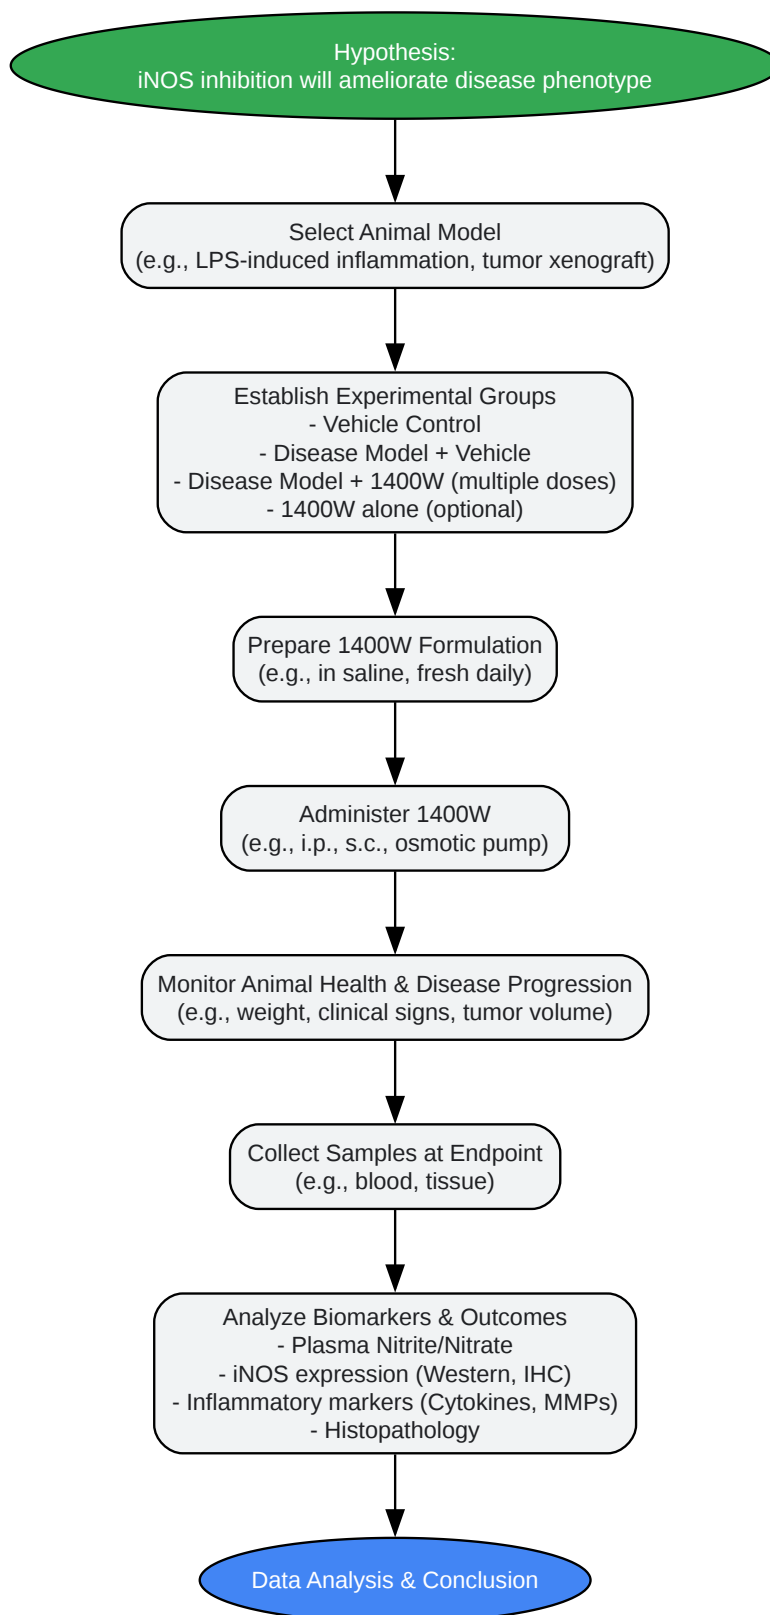 Hypothesis:
iNOS inhibition will ameliorate disease phenotype
Select Animal Model
(e.g., LPS-induced inflammation, tumor xenograft)
Establish Experimental Groups
- Vehicle Control
- Disease Model + Vehicle
- Disease Model + 1400W (multiple doses)
- 1400W alone (optional)
Prepare 1400W Formulation
(e.g., in saline, fresh daily)
Administer 1400W
(e.g., i.p., s.c., osmotic pump)
Monitor Animal Health & Disease Progression
(e.g., weight, clinical signs, tumor volume)
Collect Samples at Endpoint
(e.g., blood, tissue)
Analyze Biomarkers & Outcomes
- Plasma Nitrite/Nitrate
- iNOS expression (Western, IHC)
- Inflammatory markers (Cytokines, MMPs)
- Histopathology
Data Analysis & Conclusion